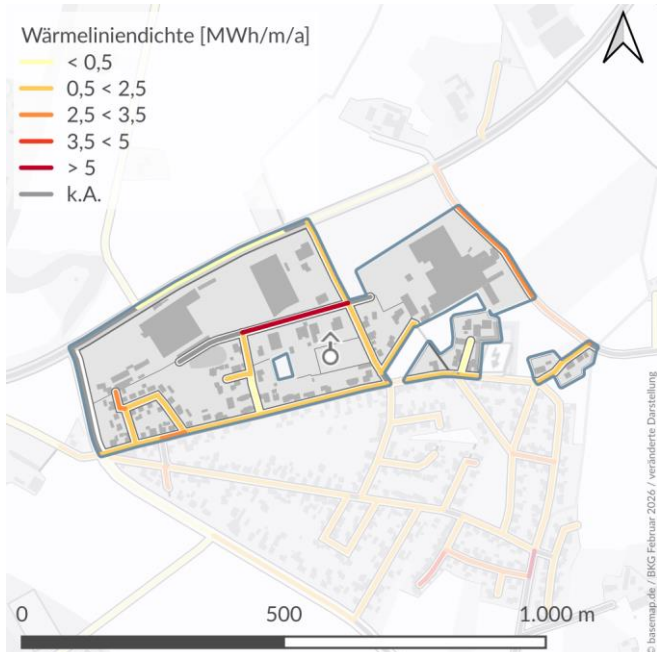 Wärmeliniendichte [MWh/m/a]
< 0,5
0,5 < 2,5
2,5 < 3,5
3,5 < 5
> 5
k.A.
0 500 1.000 m
© basemap.de / BKG Februar 2026 / veränderte Darstellung